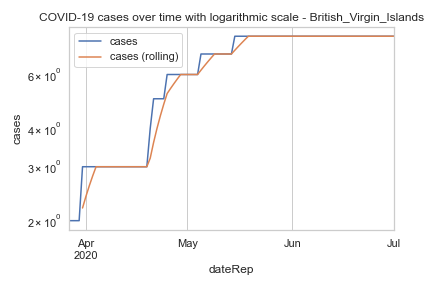 COVID-19 cases over time with logarithmic scale - British_Virgin_Islands
cases
cases (rolling)
6 × 10⁰
4 × 10⁰
3 × 10⁰
2 × 10⁰
cases
Apr
2020
May
Jun
Jul
dateRep